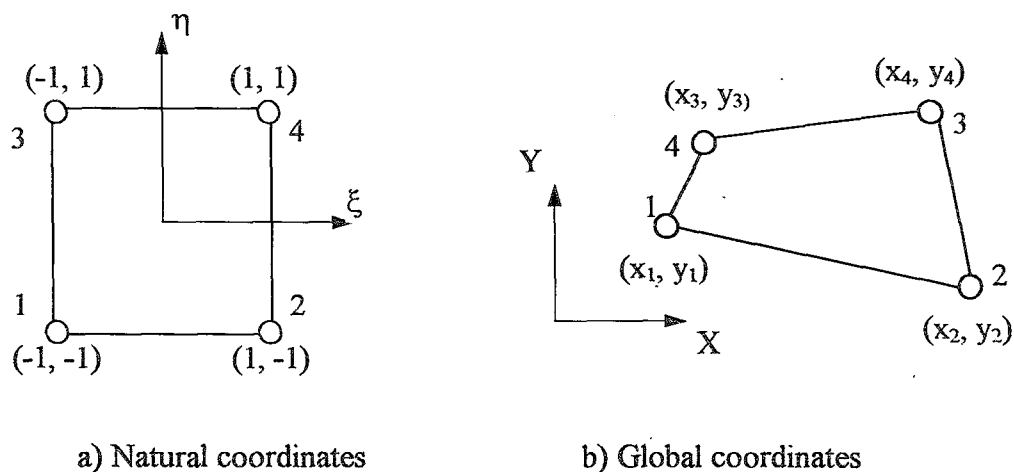 η
(-1, 1)
(1, 1)
3
4
ξ
1
2
(-1, -1)
(1, -1)
a) Natural coordinates
(x₄, y₄)
(x₃, y₃)
3
4
Y
1
(x₁, y₁)
2
X
(x₂, y₂)
b) Global coordinates